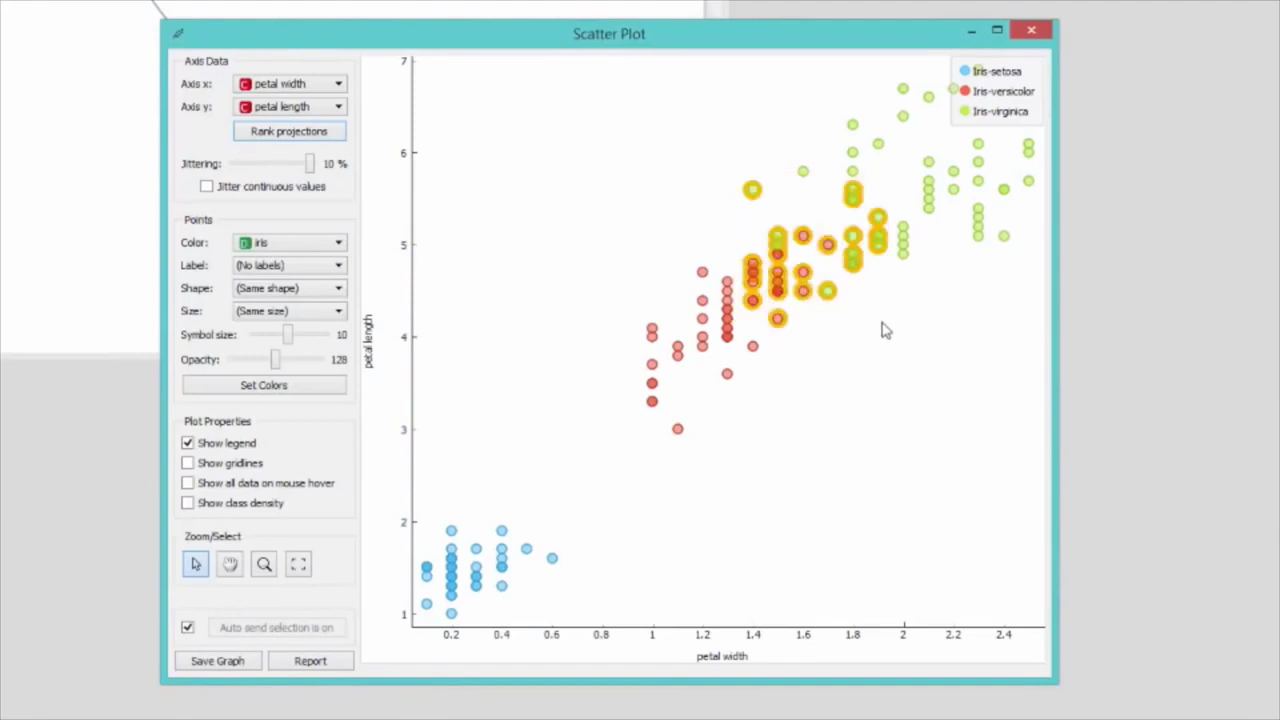 Scatter Plot
Axis Data
Axis x: C petal width
Axis y: C petal length
Rank projections
Jittering: 10 %
Jitter continuous values
Points
Color: D iris
Label: (No labels)
Shape: (Same shape)
Size: (Same size)
Symbol size: 10
Opacity: 128
Set Colors
Plot Properties
Show legend
Show gridlines
Show all data on mouse hover
Show class density
Zoom/Select
Auto send selection is on
Save Graph Report
Iris-setosa
Iris-versicolor
Iris-virginica
7
6
5
4
3
2
1
petal length
0.2 0.4 0.6 0.8 1 1.2 1.4 1.6 1.8 2 2.2 2.4
petal width